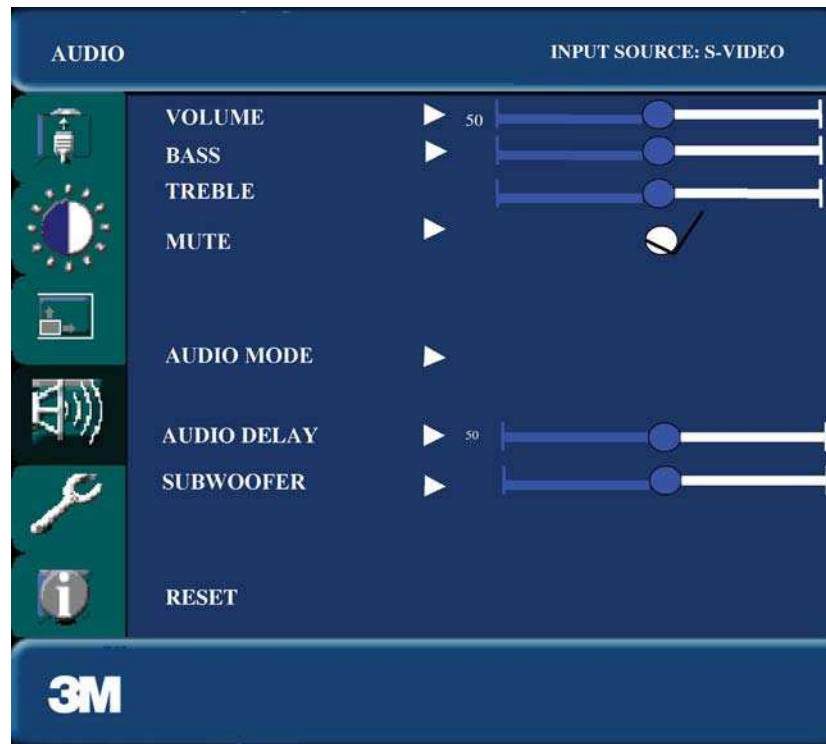 AUDIO INPUT SOURCE: S-VIDEO
VOLUME 50
BASS
TREBLE
MUTE
AUDIO MODE
AUDIO DELAY 50
SUBWOOFER
RESET
3M